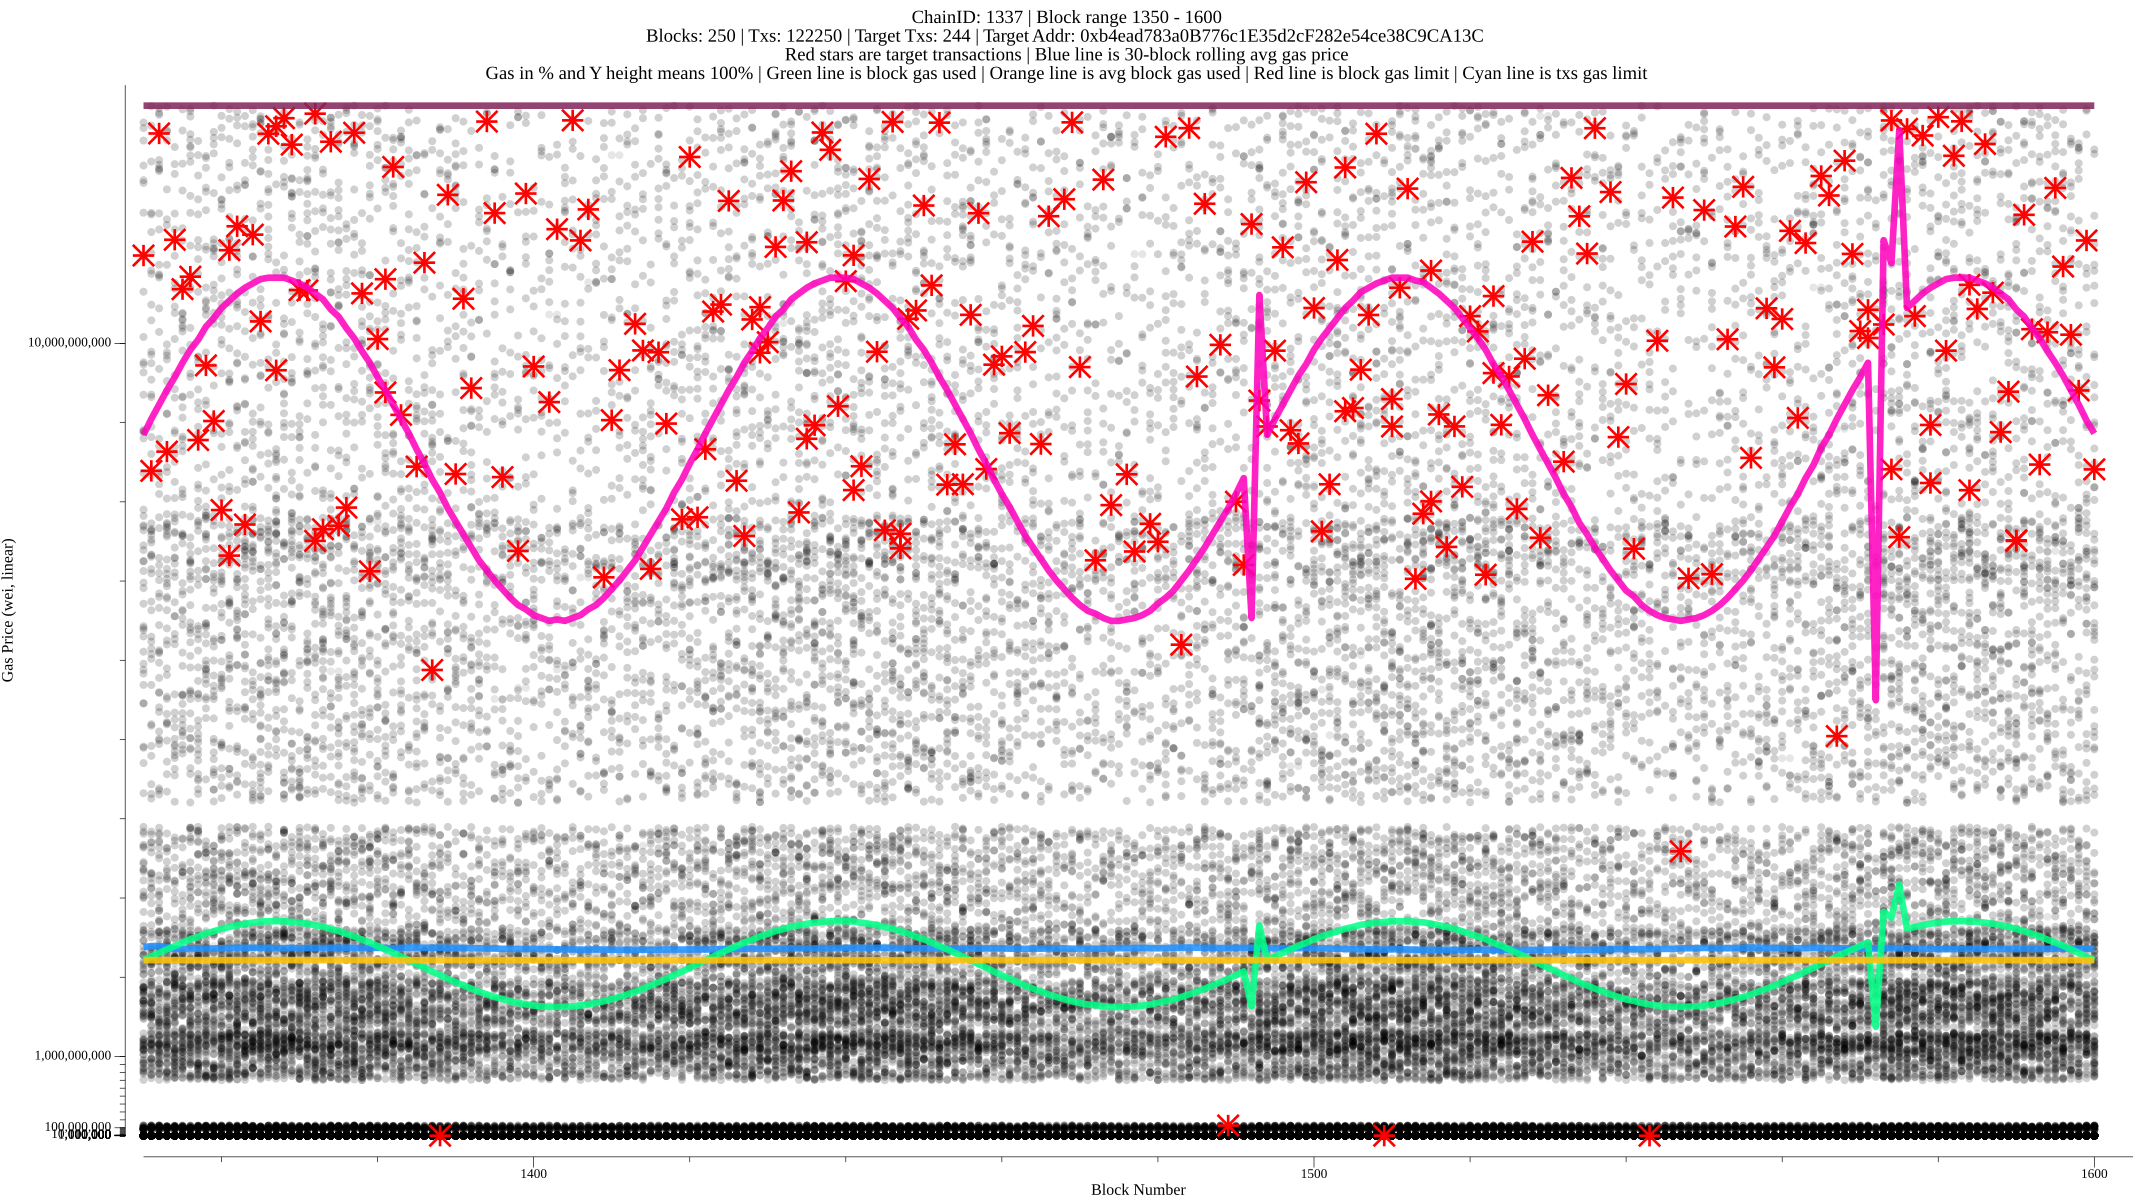 ChainID: 1337 | Block range 1350 - 1600
Blocks: 250 | Txs: 122250 | Target Txs: 244 | Target Addr: 0xb4ead783a0B776c1E35d2cF282e54ce38C9CA13C
Red stars are target transactions | Blue line is 30-block rolling avg gas price
Gas in % and Y height means 100% | Green line is block gas used | Orange line is avg block gas used | Red line is block gas limit | Cyan line is txs gas limit
10,000,000,000
Gas Price (wei, linear)
1,000,000,000
100,000,000
1400
1500
1600
Block Number